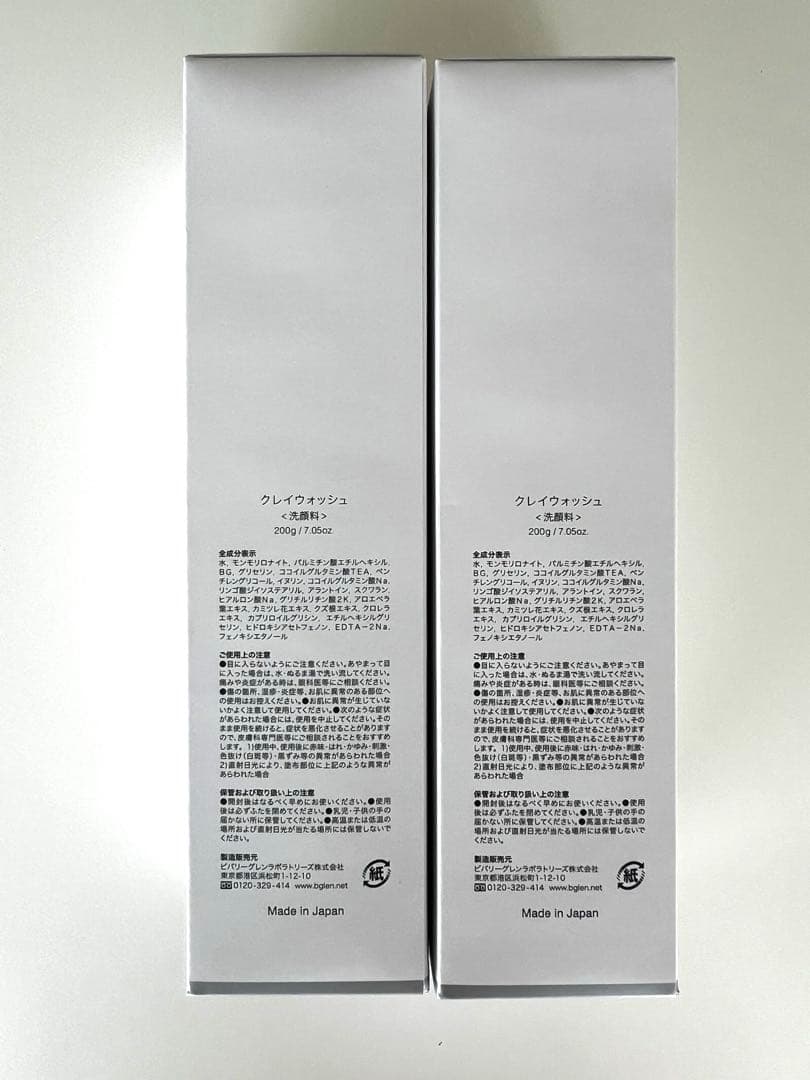 クレイウォッシュ
<洗顔料>
200g / 7.05oz.
全成分表示
水, モンモリロナイト, パルミチン酸エチルヘキシル,
BG, グリセリン, ココイルグルタミン酸TEA, ペン
チレングリコール, イヌリン, ココイルグルタミン酸Na,
リンゴ酸ジイソステアリル, アラントイン, スクワラン,
ヒアルロン酸Na, グリチルリチン酸2K, アロエベラ
葉エキス, カミツレ花エキス, クズ根エキス, クロレラ
エキス, カプリロイルグリシン, エチルヘキシルグリ
セリン, ヒドロキシアセトフェノン, EDTA-2Na,
フェノキシエタノール
ご使用上の注意
●目に入らないようにご注意ください。あやまって目
に入った場合は、水・ぬるま湯で洗い流してください。
痛みや炎症がある時は、眼科医等にご相談ください。
●傷の箇所、湿疹・炎症等、お肌に異常のある部位へ
の使用はお控えください。●お肌に異常が生じていな
いかよく注意して使用してください。●次のような症状
があらわれた場合には、使用を中止してください。その
まま使用を続けると、症状を悪化させることがあります
ので、皮膚科専門医等にご相談されることをおすすめ
します。 1)使用中、使用後に赤味・はれ・かゆみ・刺激・
色抜け(白斑等)・黒ずみ等の異常があらわれた場合
2)直射日光により、塗布部位に上記のような異常が
あらわれた場合
保管および取り扱い上の注意
●開封後はなるべく早めにお使いください。●使用
後は必ずふたを閉めてください。●乳児・子供の手の
届かない所に保管してください。●高温または低温の
場所および直射日光が当たる場所には保管しないで
ください。
製造販売元
ビバリーグレンラボラトリーズ株式会社
東京都港区浜松町1-12-10
0120-329-414 www.bglen.net
紙
Made in Japan
クレイウォッシュ
<洗顔料>
200g / 7.05oz.
全成分表示
水, モンモリロナイト, パルミチン酸エチルヘキシル,
BG, グリセリン, ココイルグルタミン酸TEA, ペン
チレングリコール, イヌリン, ココイルグルタミン酸Na,
リンゴ酸ジイソステアリル, アラントイン, スクワラン,
ヒアルロン酸Na, グリチルリチン酸2K, アロエベラ
葉エキス, カミツレ花エキス, クズ根エキス, クロレラ
エキス, カプリロイルグリシン, エチルヘキシルグリ
セリン, ヒドロキシアセトフェノン, EDTA-2Na,
フェノキシエタノール
ご使用上の注意
●目に入らないようにご注意ください。あやまって目
に入った場合は、水・ぬるま湯で洗い流してください。
痛みや炎症がある時は、眼科医等にご相談ください。
●傷の箇所、湿疹・炎症等、お肌に異常のある部位へ
の使用はお控えください。●お肌に異常が生じていな
いかよく注意して使用してください。●次のような症状
があらわれた場合には、使用を中止してください。その
まま使用を続けると、症状を悪化させることがあります
ので、皮膚科専門医等にご相談されることをおすすめ
します。 1)使用中、使用後に赤味・はれ・かゆみ・刺激・
色抜け(白斑等)・黒ずみ等の異常があらわれた場合
2)直射日光により、塗布部位に上記のような異常が
あらわれた場合
保管および取り扱い上の注意
●開封後はなるべく早めにお使いください。●使用
後は必ずふたを閉めてください。●乳児・子供の手の
届かない所に保管してください。●高温または低温の
場所および直射日光が当たる場所には保管しないで
ください。
製造販売元
ビバリーグレンラボラトリーズ株式会社
東京都港区浜松町1-12-10
0120-329-414 www.bglen.net
紙
Made in Japan